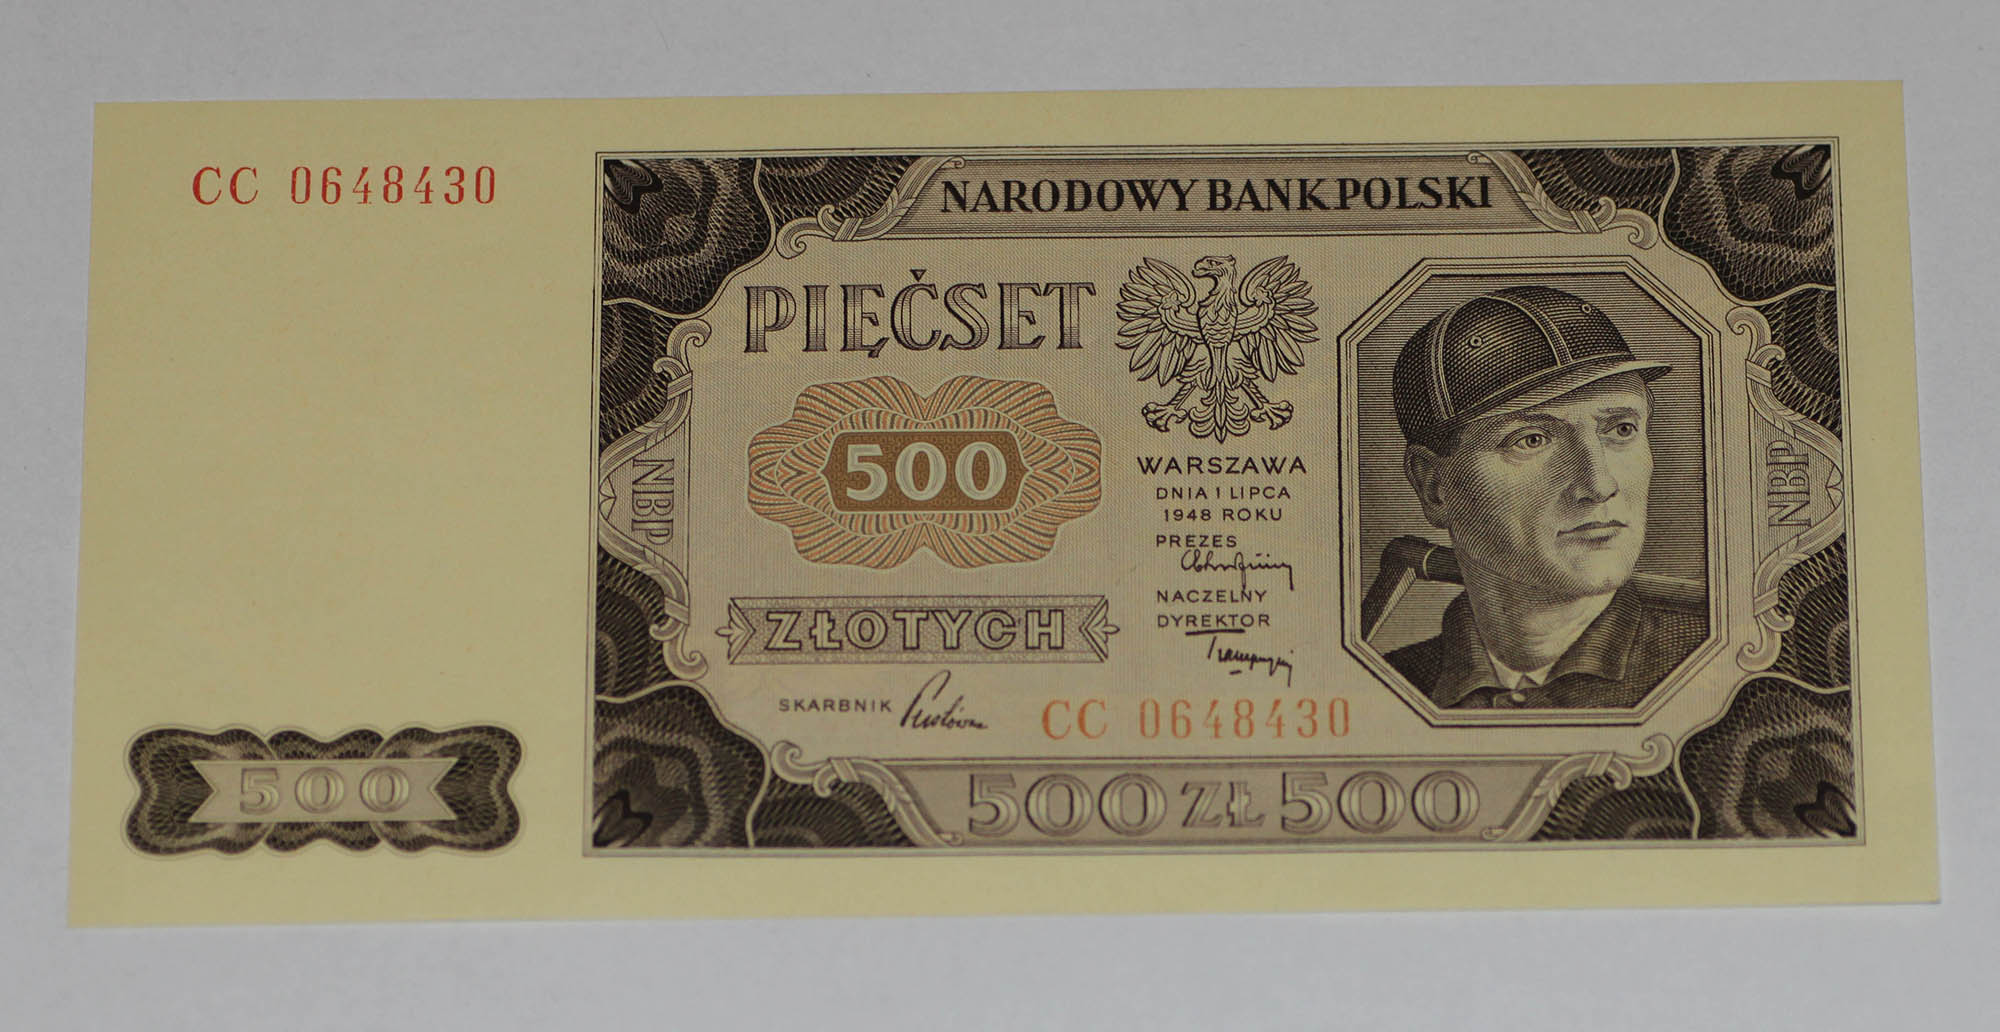 CC 0648430
NARODOWY BANK POLSKI
PIĘĆSET
500
WARSZAWA
DNIA 1 LIPCA
1948 ROKU
PREZES
NACZELNY
DYREKTOR
ZŁOTYCH
SKARBNIK
CC 0648430
NBP
NBP
500
500 ZŁ 500